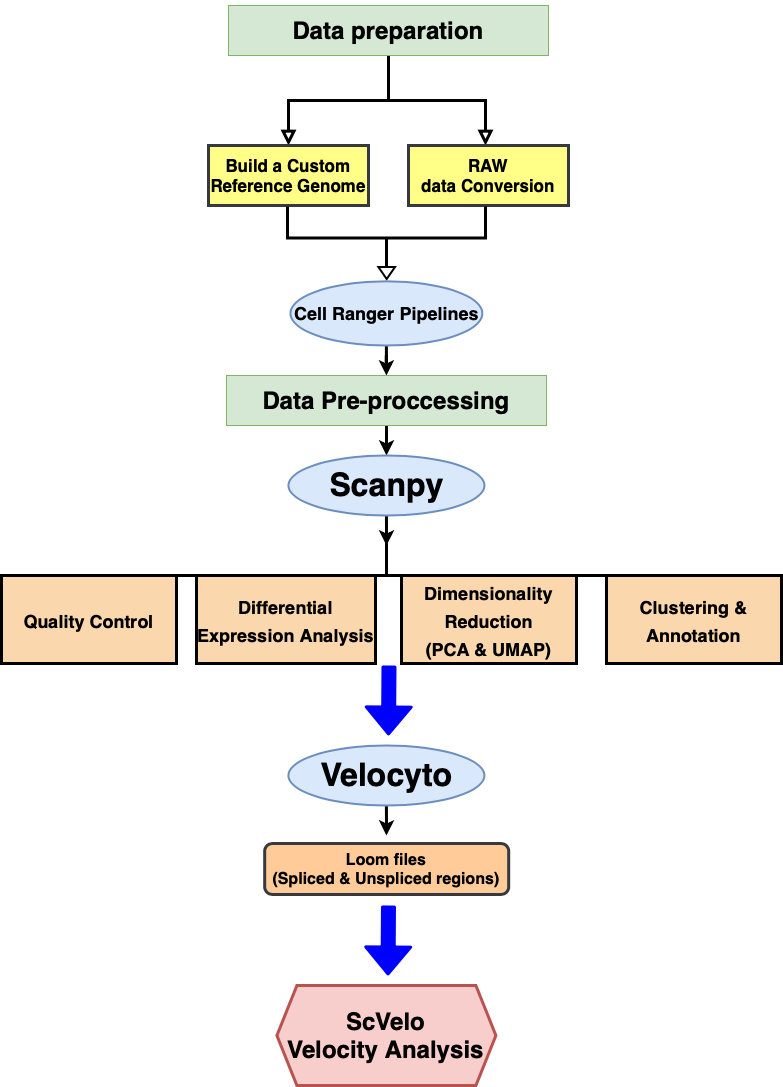 Data preparation
Build a Custom
Reference Genome
RAW
data Conversion
Cell Ranger Pipelines
Data Pre-proccessing
Scanpy
Quality Control
Differential
Expression Analysis
Dimensionality
Reduction
(PCA & UMAP)
Clustering &
Annotation
Velocyto
Loom files
(Spliced & Unspliced regions)
ScVelo
Velocity Analysis